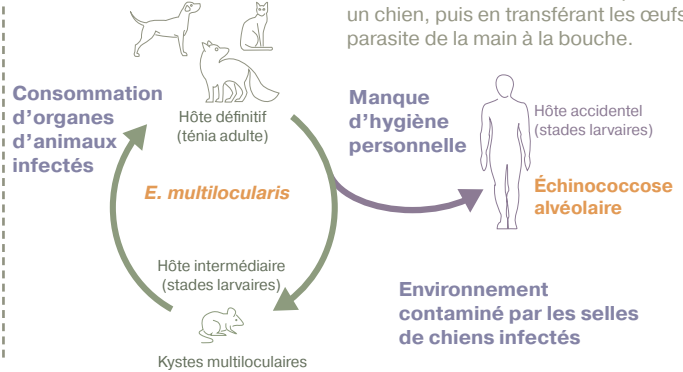 un chien, puis en transférant les œufs
parasite de la main à la bouche.
Consommation
d'organes
d'animaux
infectés
Hôte définitif
(ténia adulte)
Manque
d'hygiène
personnelle
Hôte accidentel
(stades larvaires)
E. multilocularis
Échinococcose
alvéolaire
Hôte intermédiaire
(stades larvaires)
Environnement
contaminé par les selles
de chiens infectés
Kystes multiloculaires